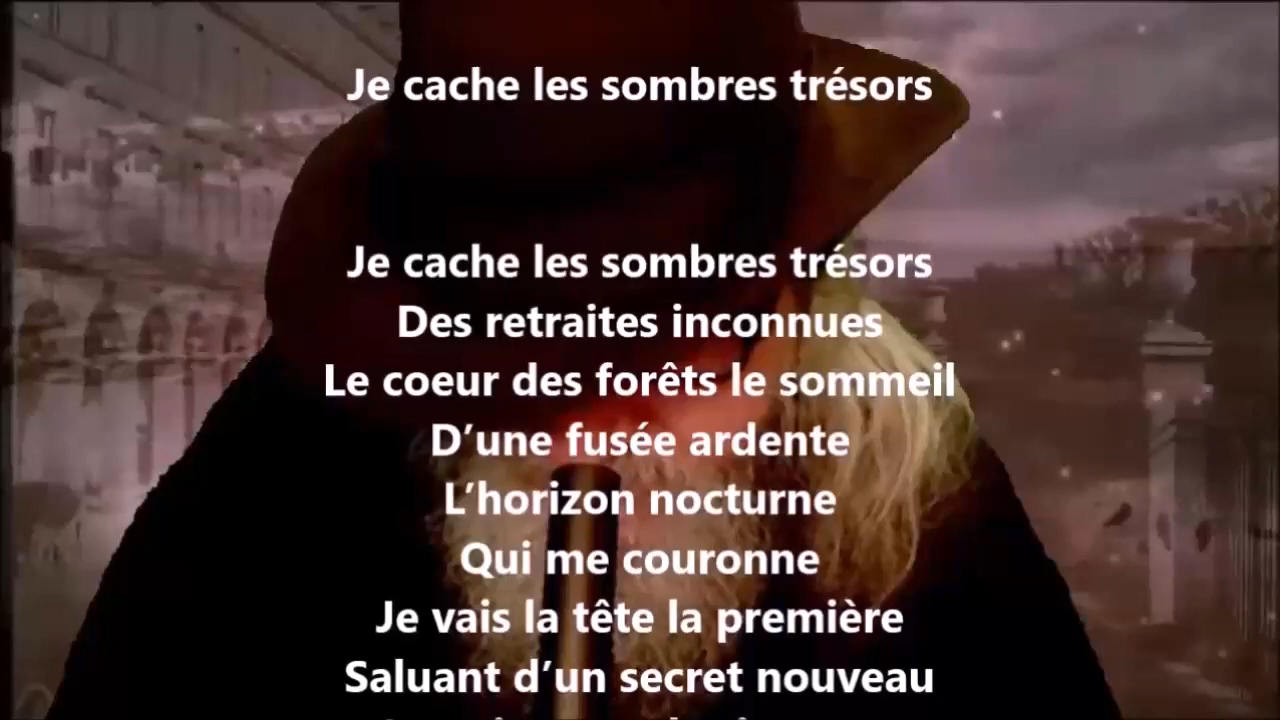 Je cache les sombres trésors
Je cache les sombres trésors
Des retraites inconnues
Le coeur des forêts le sommeil
D’une fusée ardente
L’horizon nocturne
Qui me couronne
Je vais la tête la première
Saluant d’un secret nouveau